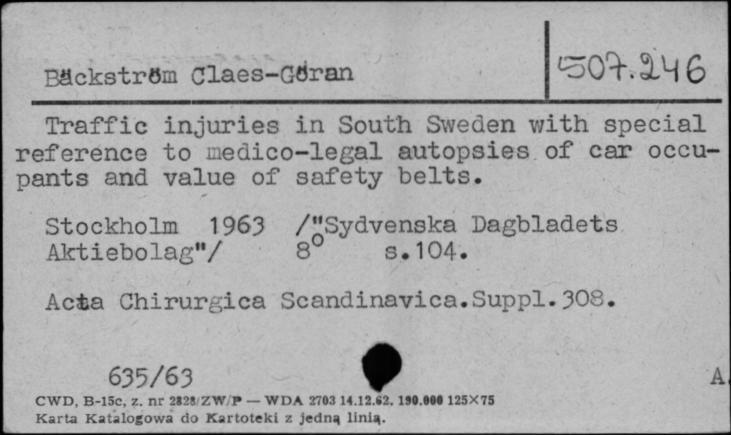 Bäckström Claes-Göran
507.246
Traffic injuries in South Sweden with special
reference to medico-legal autopsies of car occu-
pants and value of safety belts.
Stockholm 1963 /"Sydvenska Dagbladets
Aktiebolag"/ 8⁰ s.104.
Acta Chirurgica Scandinavica.Suppl.308.
635/63
A.
CWD, B-15c, z. nr 2828/ZW/P — WDA 2703 14.12.62. 190.000 125×75
Karta Katalogowa do Kartoteki z jedną linią.